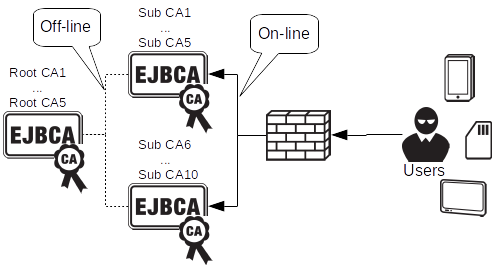 Off-line
Sub CA1
...
Sub CA5
On-line
EJBCA
CA
Root CA1
...
Root CA5
EJBCA
CA
Sub CA6
...
Sub CA10
EJBCA
CA
Users